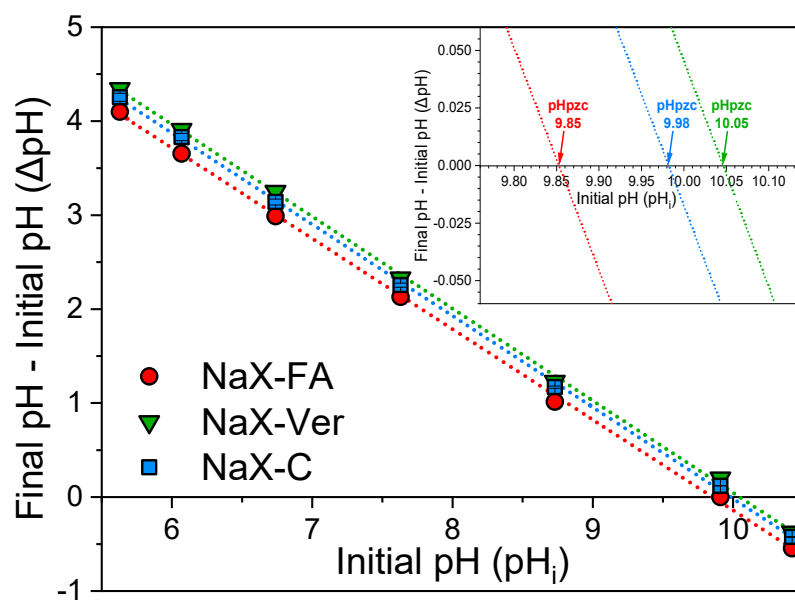 Final pH - Initial pH (ΔpH)
5
4
3
2
1
0
-1
6 7 8 9 10
Initial pH (pHi)
NaX-FA
NaX-Ver
NaX-C
Final pH - Initial pH (ΔpH)
0.050
0.025
0.000
-0.025
-0.050
pHpzc pHpzc pHpzc
9.85 9.98 10.05
9.80 9.85 9.90 9.95 10.00 10.05 10.10
Initial pH (pHi)